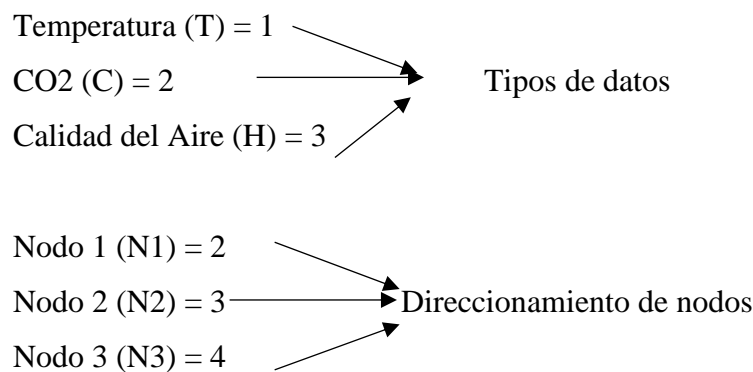 Temperatura (T) = 1
CO2 (C) = 2 Tipos de datos
Calidad del Aire (H) = 3
Nodo 1 (N1) = 2
Nodo 2 (N2) = 3 Direccionamiento de nodos
Nodo 3 (N3) = 4